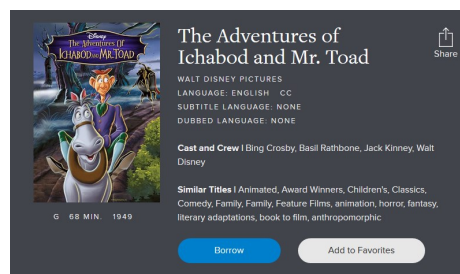 Disney
The Adventures Of
ICHABOD AND MR. TOAD
G 68 MIN. 1949
The Adventures of
Ichabod and Mr. Toad
Share
WALT DISNEY PICTURES
LANGUAGE: ENGLISH CC
SUBTITLE LANGUAGE: NONE
DUBBED LANGUAGE: NONE
Cast and Crew | Bing Crosby, Basil Rathbone, Jack Kinney, Walt
Disney
Similar Titles | Animated, Award Winners, Children's, Classics,
Comedy, Family, Family, Feature Films, animation, horror, fantasy,
literary adaptations, book to film, anthropomorphic
Borrow
Add to Favorites